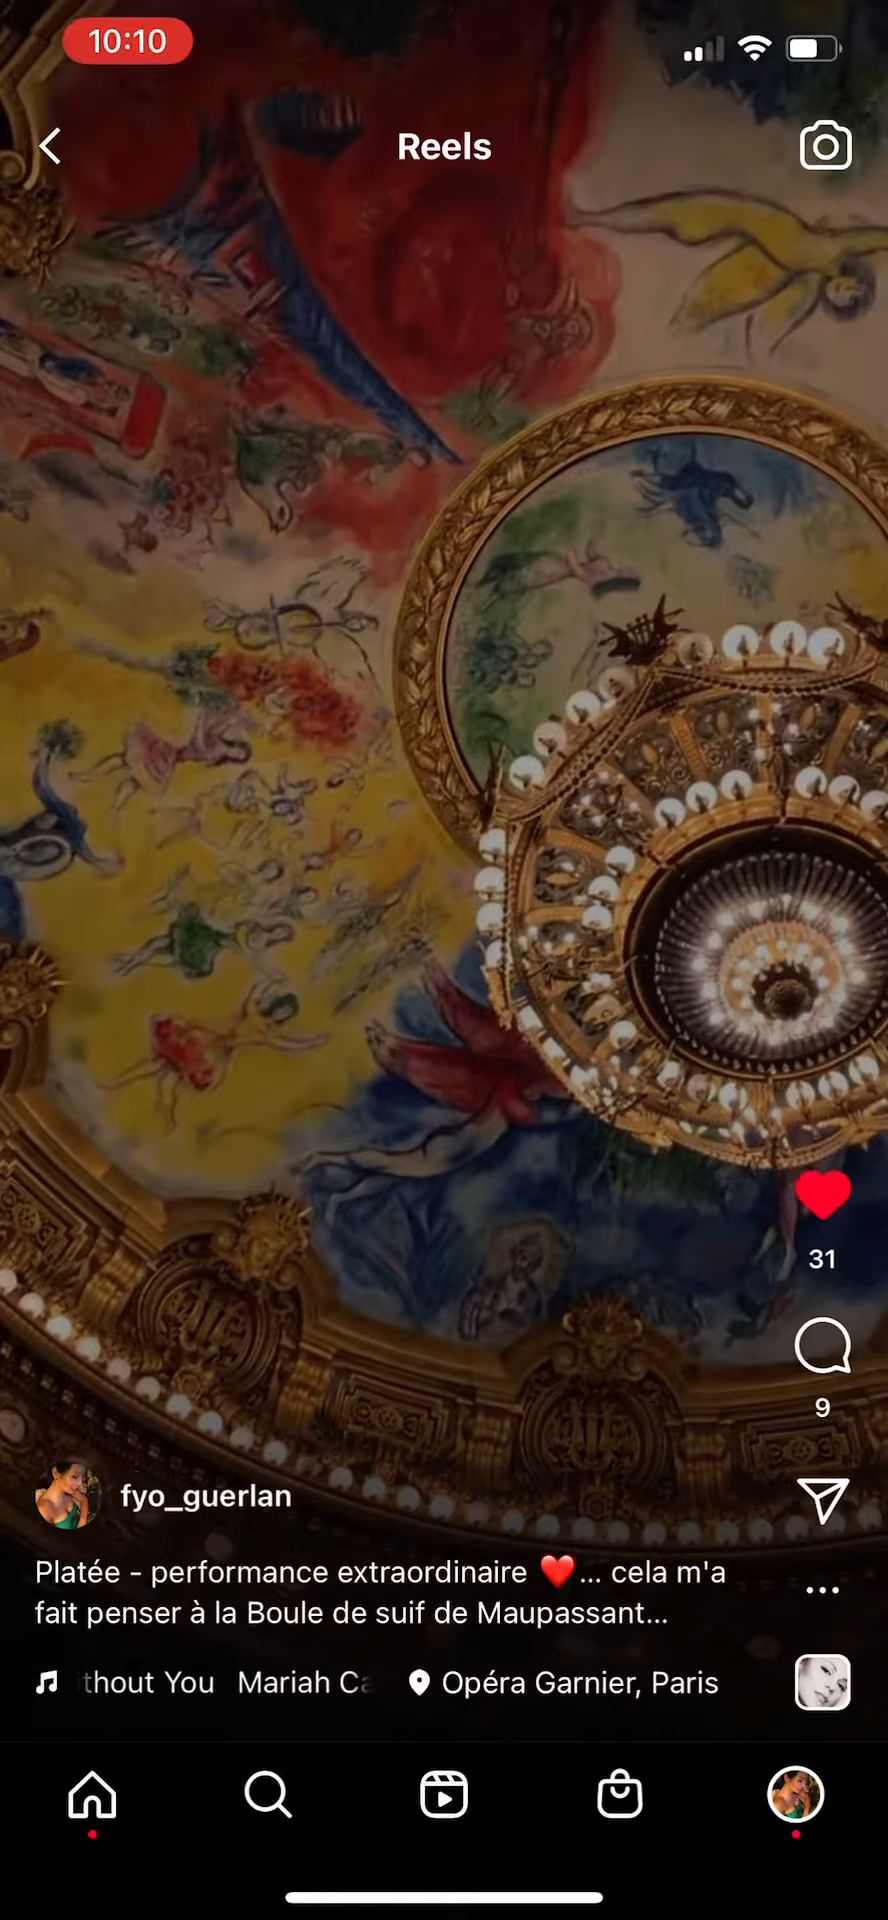 10:10
Reels
31
9
fyo_guerlan
Platée - performance extraordinaire ❤️... cela m'a
fait penser à la Boule de suif de Maupassant...
thout You Mariah Ca
Opéra Garnier, Paris